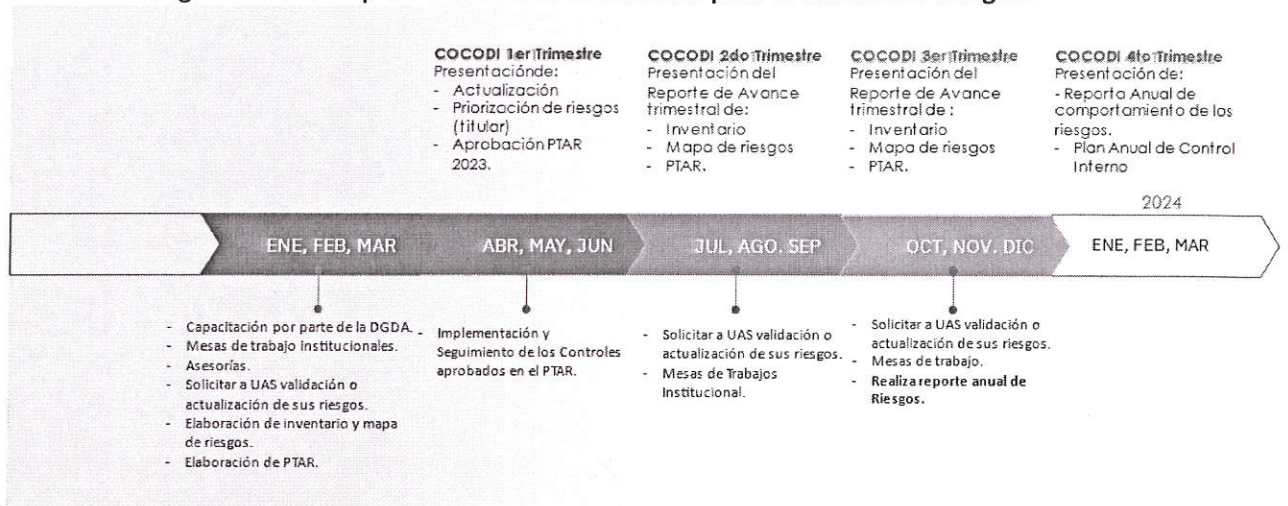 COCODI 1er Trimestre
Presentaciónde:
- Actualización
- Priorización de riesgos
(titular)
- Aprobación PTAR
2023.
COCODI 2do Trimestre
Presentación del
Reporte de Avance
trimestral de:
- Inventario
- Mapa de riesgos
- PTAR.
COCODI 3er Trimestre
Presentación del
Reporte de Avance
trimestral de :
- Inventario
- Mapa de riesgos
- PTAR.
COCODI 4to Trimestre
Presentación de:
- Reporta Anual de
comportamiento de los
riesgos.
- Plan Anual de Control
Interno
2024
ENE, FEB, MAR
ABR, MAY, JUN
JUL, AGO. SEP
OCT, NOV. DIC
ENE, FEB, MAR
- Capacitación por parte de la DGDA.
- Mesas de trabajo institucionales.
- Asesorías.
- Solicitar a UAS validación o
actualización de sus riesgos.
- Elaboración de inventario y mapa
de riesgos.
- Elaboración de PTAR.
- Implementación y
Seguimiento de los Controles
aprobados en el PTAR.
- Solicitar a UAS validación o
actualización de sus riesgos.
- Mesas de Trabajos
Institucional.
- Solicitar a UAS validación o
actualización de sus riesgos.
- Mesas de trabajo.
- Realiza reporte anual de
Riesgos.